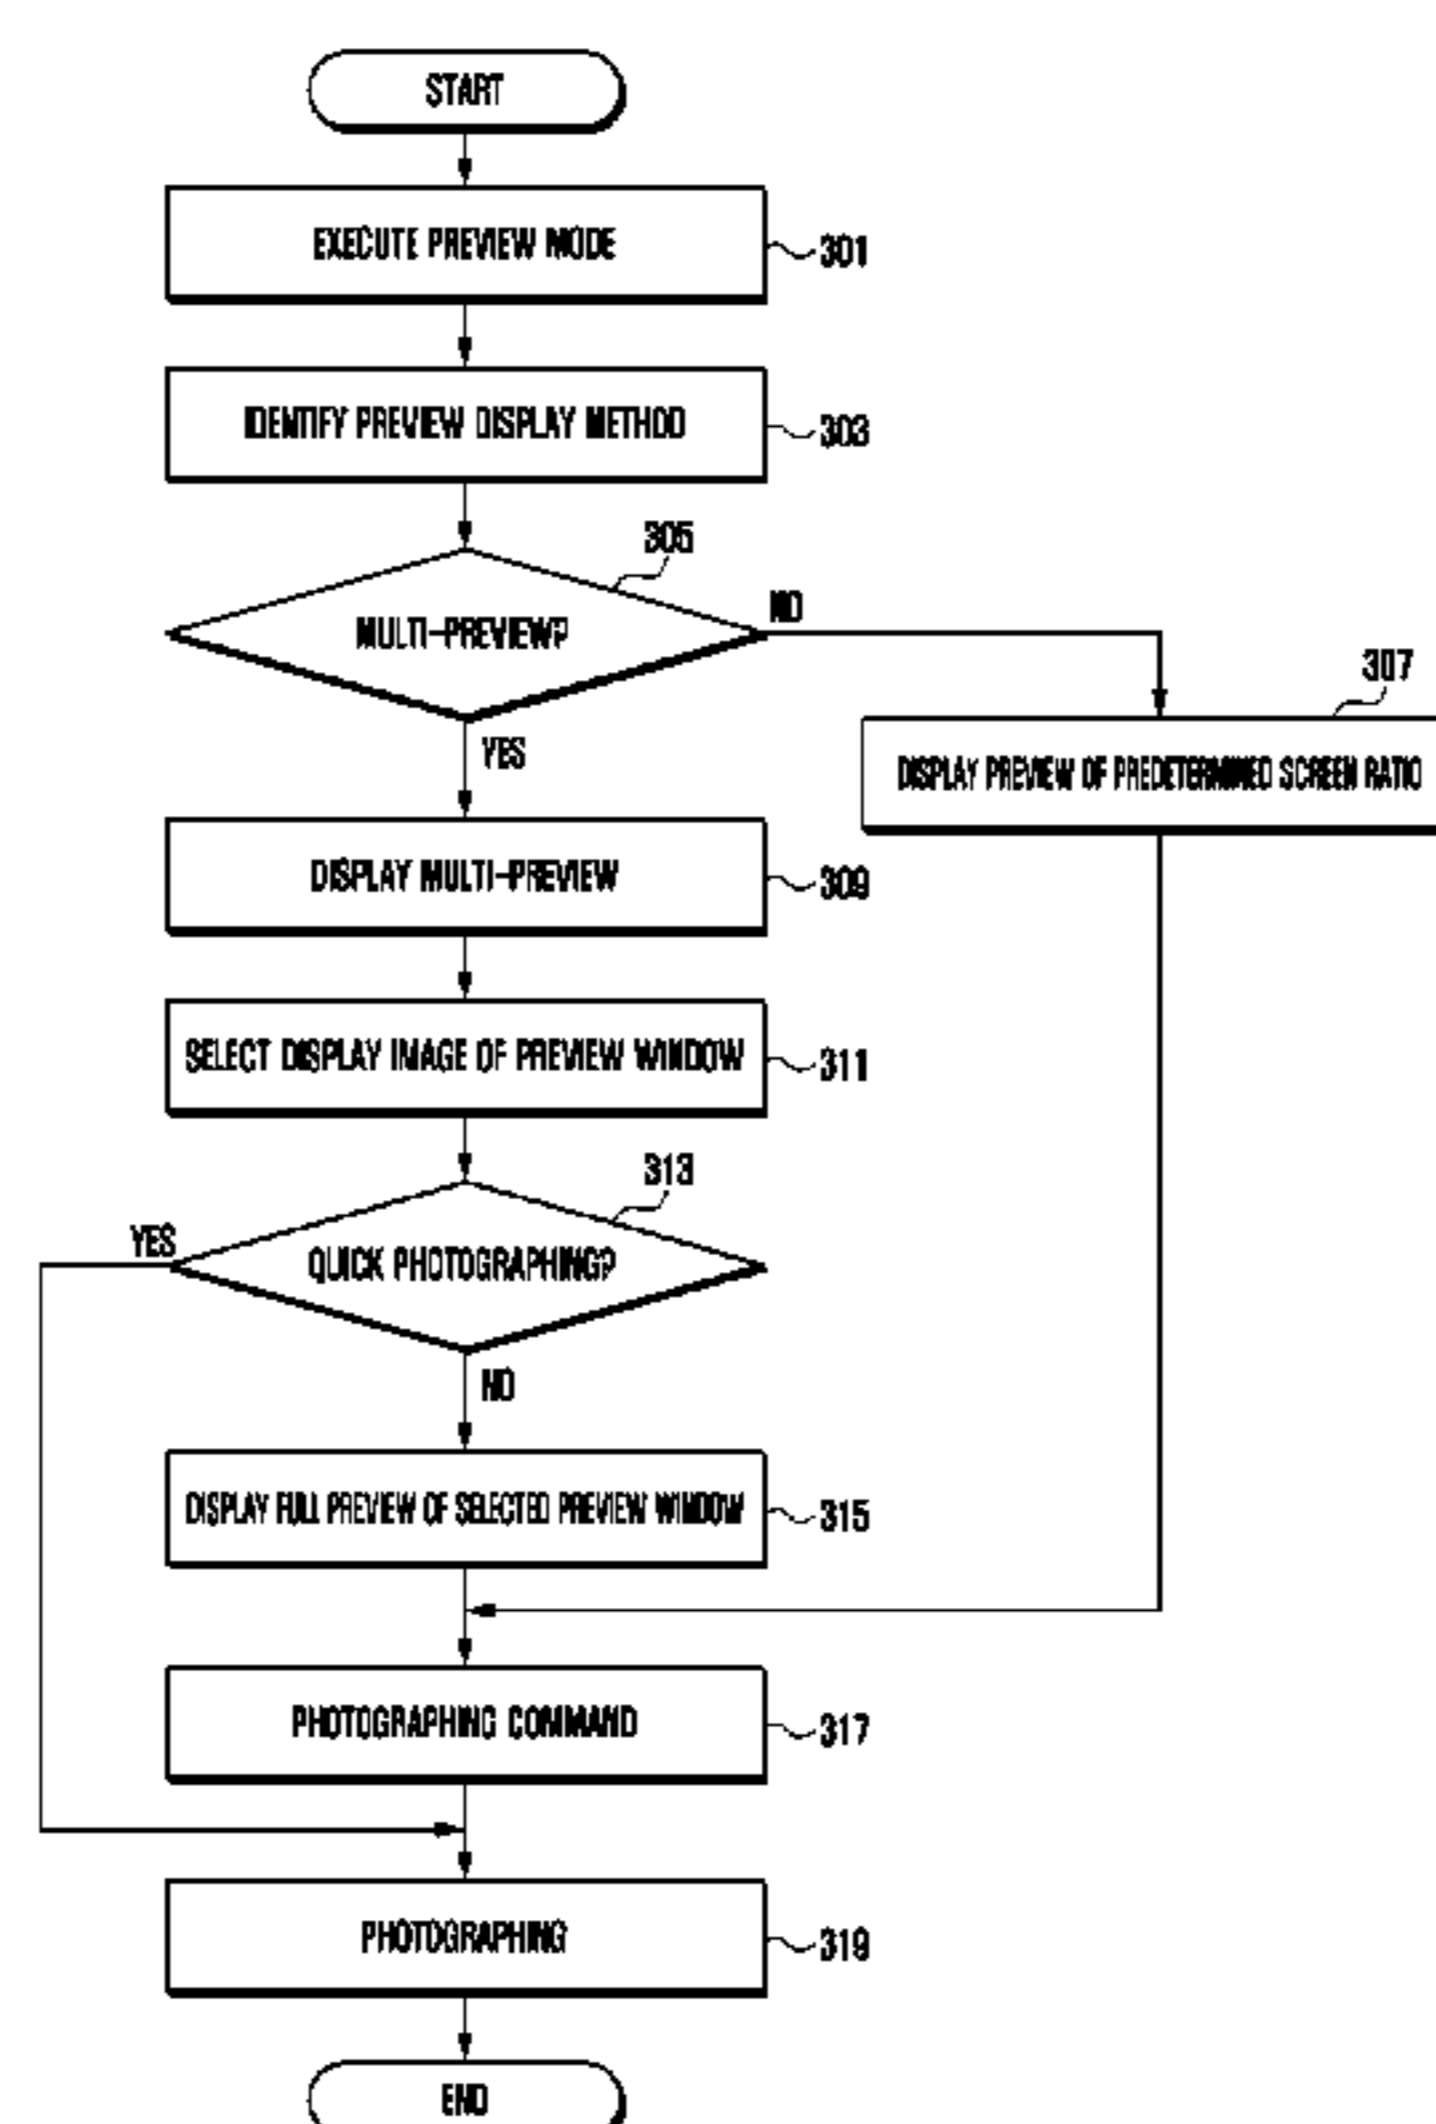 START
EXECUTE PREVIEW MODE
301
IDENTIFY PREVIEW DISPLAY METHOD
303
305
MULTI-PREVIEW?
NO
307
YES
DISPLAY PREVIEW OF PREDETERMINED SCREEN RATIO
DISPLAY MULTI-PREVIEW
309
SELECT DISPLAY IMAGE OF PREVIEW WINDOW
311
313
YES
QUICK PHOTOGRAPHING?
NO
DISPLAY FULL PREVIEW OF SELECTED PREVIEW WINDOW
315
PHOTOGRAPHING COMMAND
317
PHOTOGRAPHING
319
END